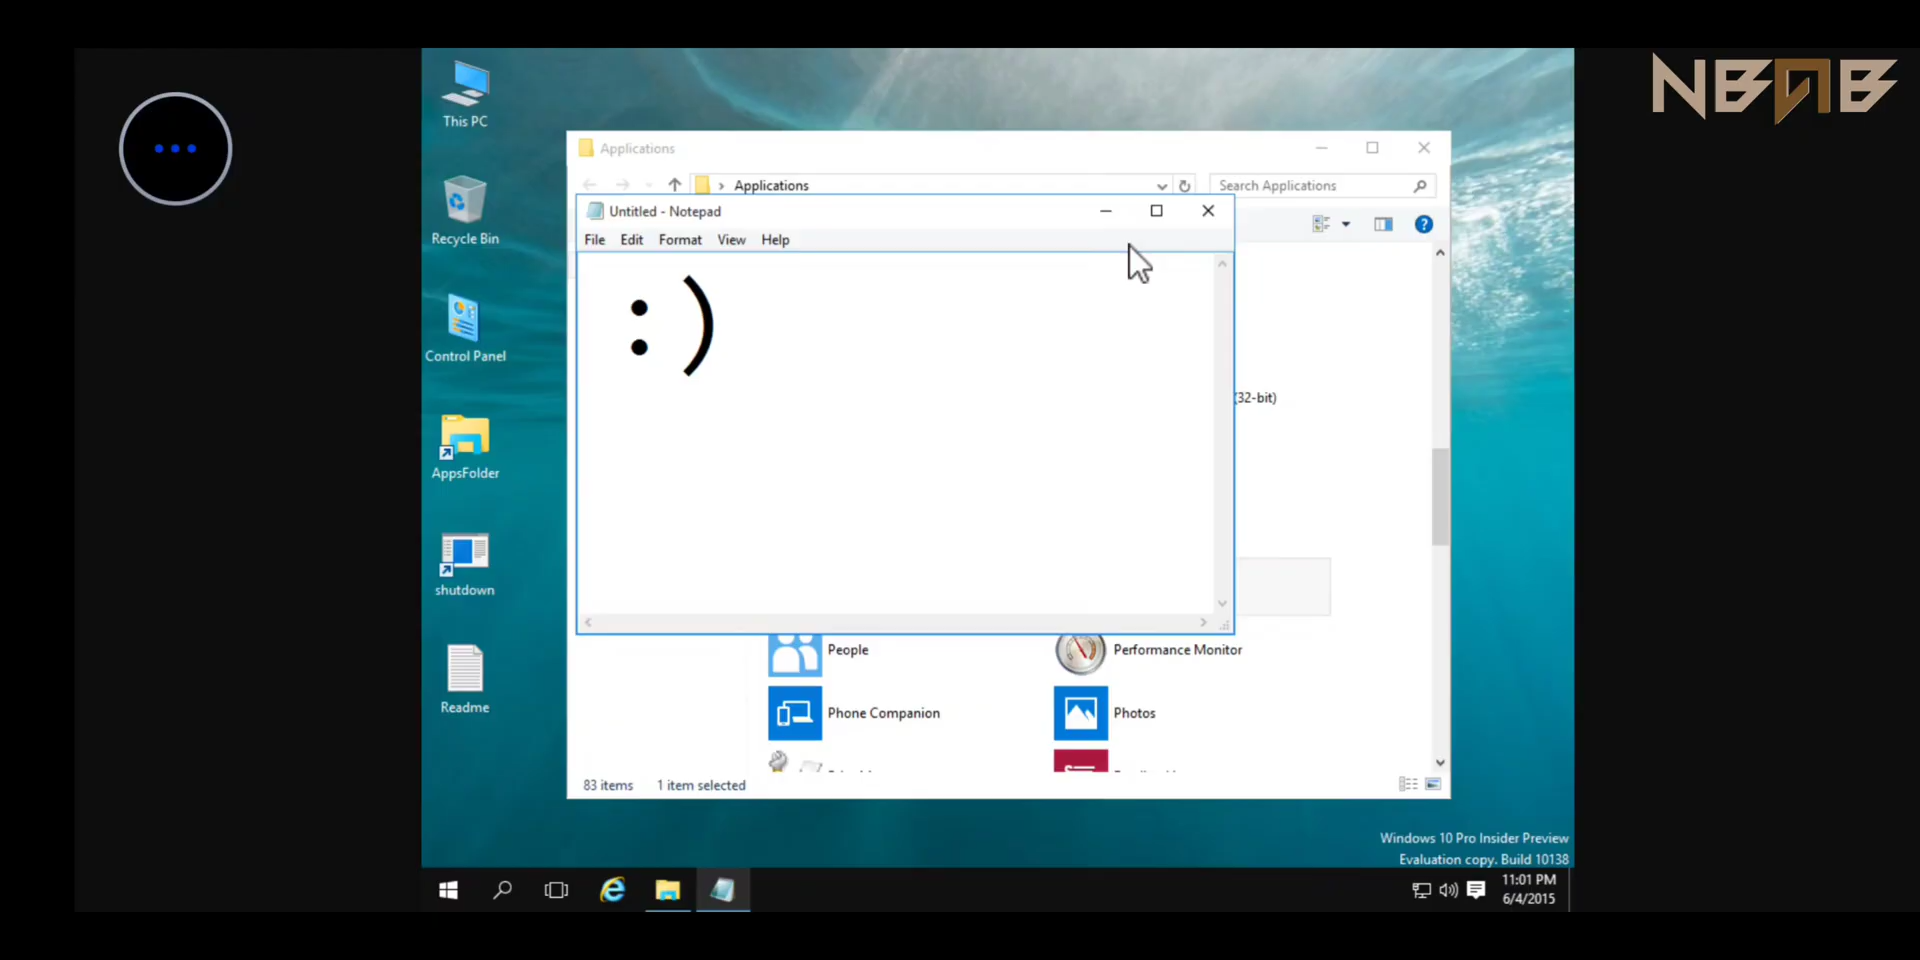 NBAB
This PC
Recycle Bin
Control Panel
AppsFolder
shutdown
Readme
Applications
Applications
Search Applications
Untitled - Notepad
File Edit Format View Help
:)
(32-bit)
People
Performance Monitor
Phone Companion
Photos
83 items 1 item selected
Windows 10 Pro Insider Preview
Evaluation copy. Build 10138
11:01 PM
6/4/2015